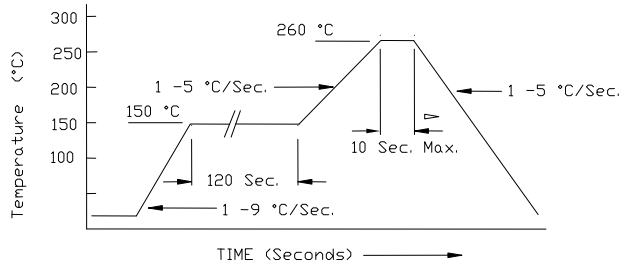 300
260 °C
250
200
1 -5 °C/Sec.
1 -5 °C/Sec.
150 °C
150
100
10 Sec. Max.
120 Sec.
1 -9 °C/Sec.
Temperature (°C)
TIME (Seconds)